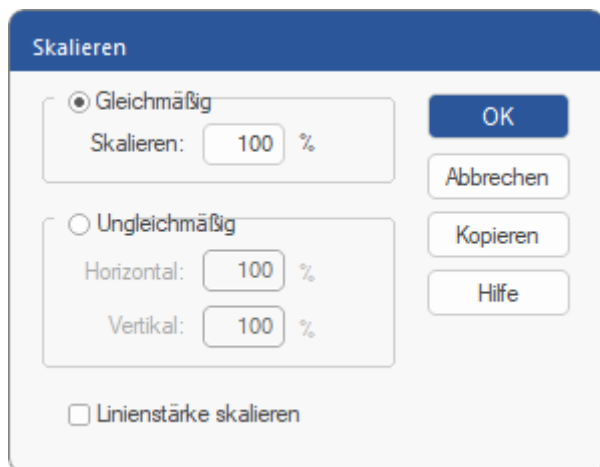 Skalieren
Gleichmäßig
Skalieren: 100 %
Ungleichmäßig
Horizontal: 100 %
Vertikal: 100 %
Linienstärke skalieren
OK
Abbrechen
Kopieren
Hilfe